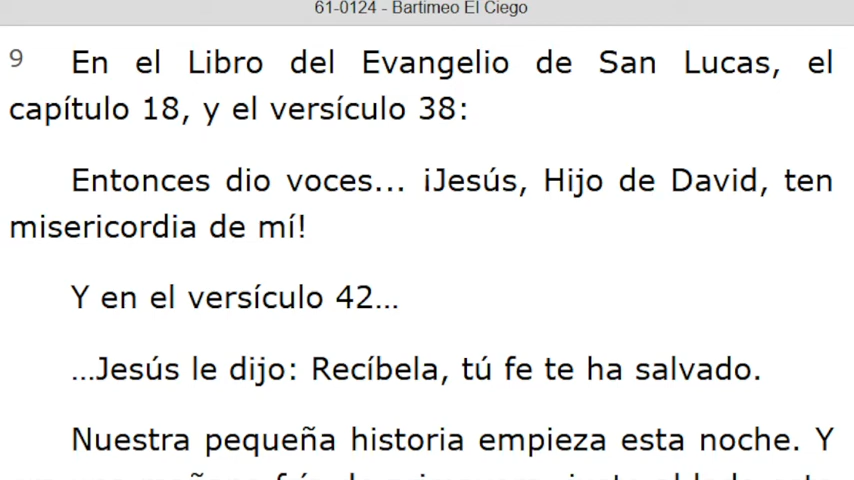 61-0124 - Bartimeo El Ciego
9 En el Libro del Evangelio de San Lucas, el
capítulo 18, y el versículo 38:
Entonces dio voces... ¡Jesús, Hijo de David, ten
misericordia de mí!
Y en el versículo 42...
...Jesús le dijo: Recíbela, tú fe te ha salvado.
Nuestra pequeña historia empieza esta noche. Y